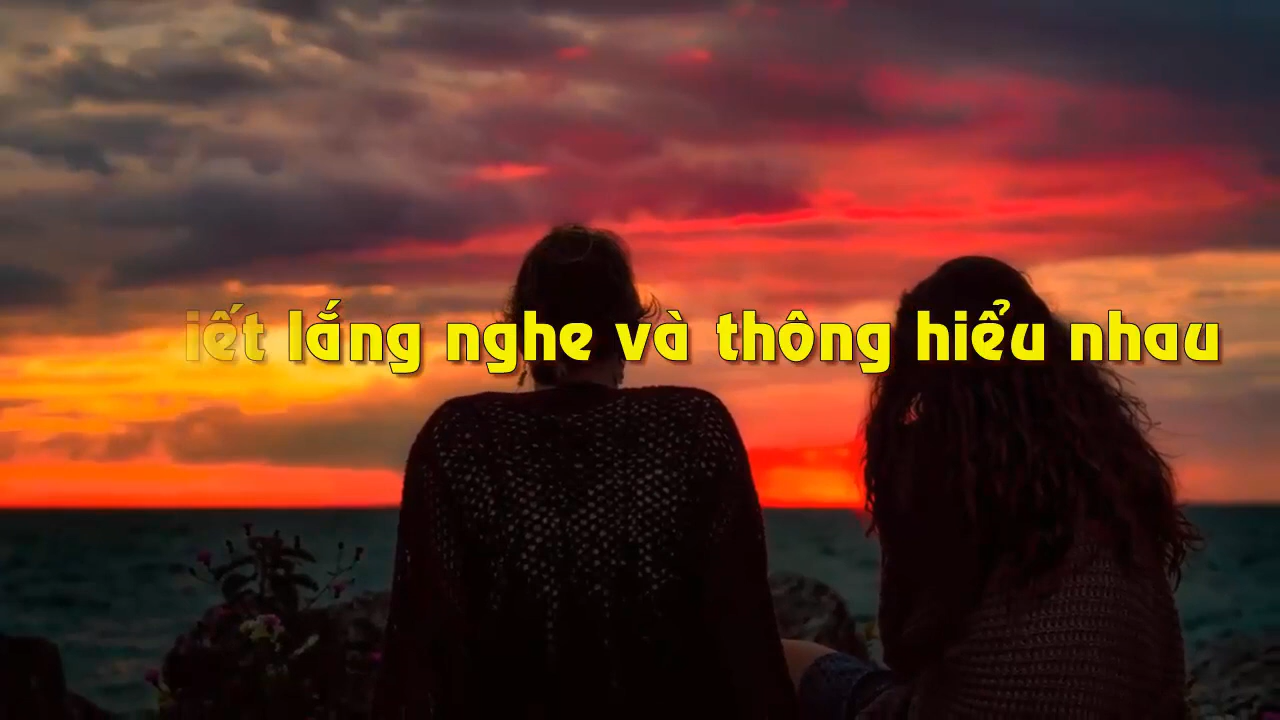 iết lắng nghe và thông hiểu nhau